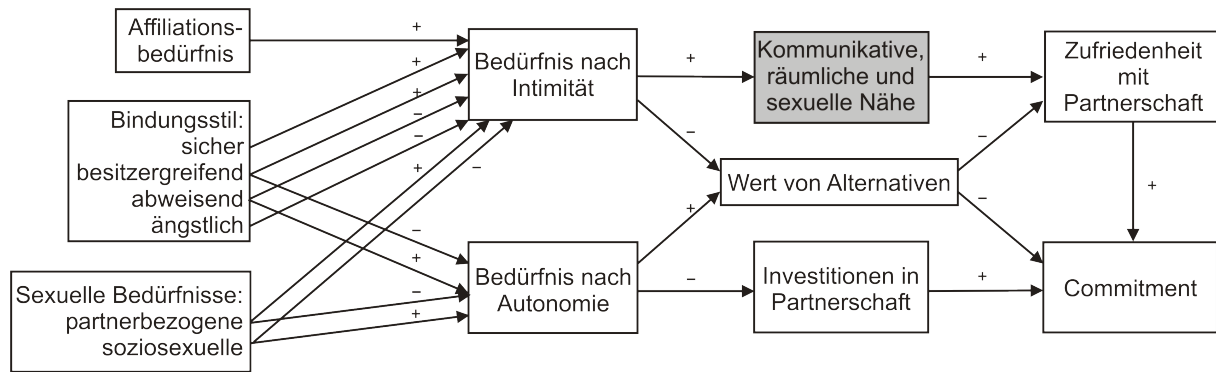 Affiliations-
bedürfnis
Bindungsstil:
sicher
besitzergreifend
abweisend
ängstlich
Sexuelle Bedürfnisse:
partnerbezogene
soziosexuelle
+
+
+
–
–
+
–
–
+
–
+
Bedürfnis nach
Intimität
Bedürfnis nach
Autonomie
+
–
+
–
Kommunikative,
räumliche und
sexuelle Nähe
Wert von Alternativen
Investitionen in
Partnerschaft
+
–
–
+
Zufriedenheit
mit
Partnerschaft
+
Commitment